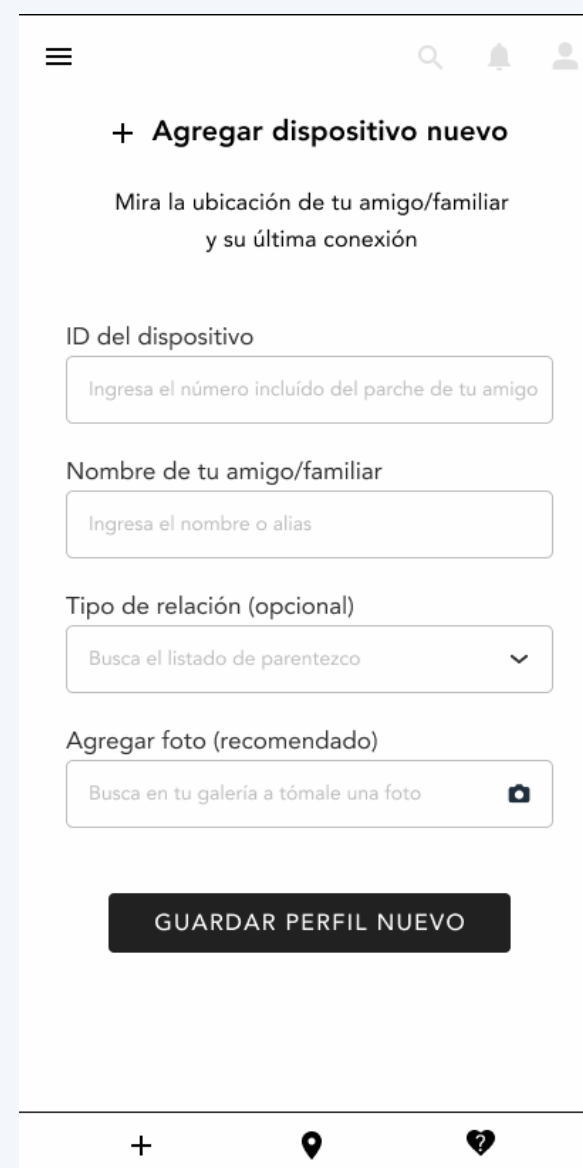 + Agregar dispositivo nuevo
Mira la ubicación de tu amigo/familiar
y su última conexión
ID del dispositivo
Ingresa el número incluído del parche de tu amigo
Nombre de tu amigo/familiar
Ingresa el nombre o alias
Tipo de relación (opcional)
Busca el listado de parentezco
Agregar foto (recomendado)
Busca en tu galería a tómale una foto
GUARDAR PERFIL NUEVO
+
?